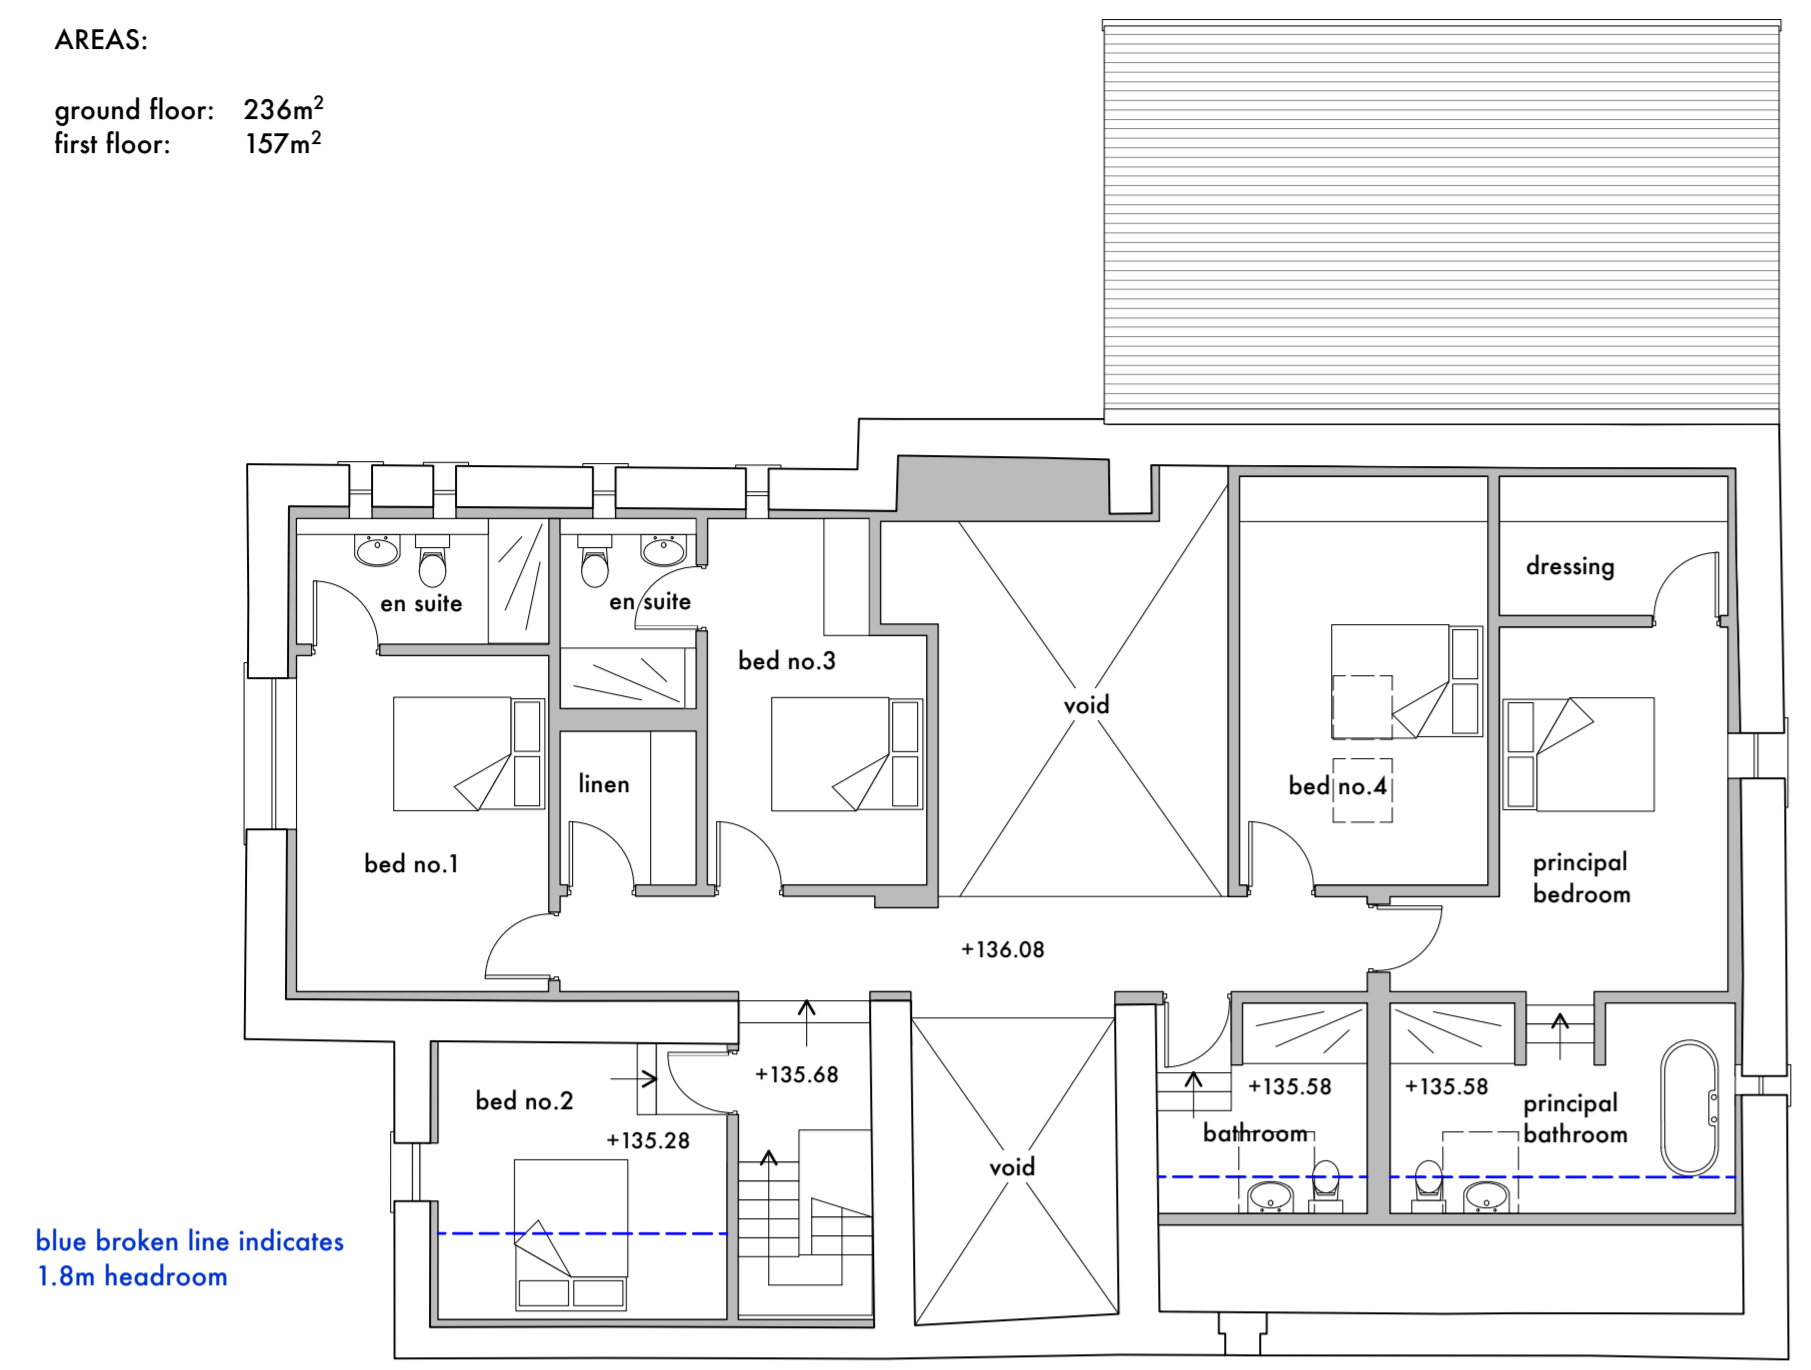 AREAS:
ground floor: 236m²
first floor: 157m²
dressing
en suite
en suite
bed no.3
void
linen
bed no.4
bed no.1
principal
bedroom
+136.08
+135.68
+135.58
+135.58
bed no.2
principal
bathroom
bathroom
+135.28
void
blue broken line indicates
1.8m headroom